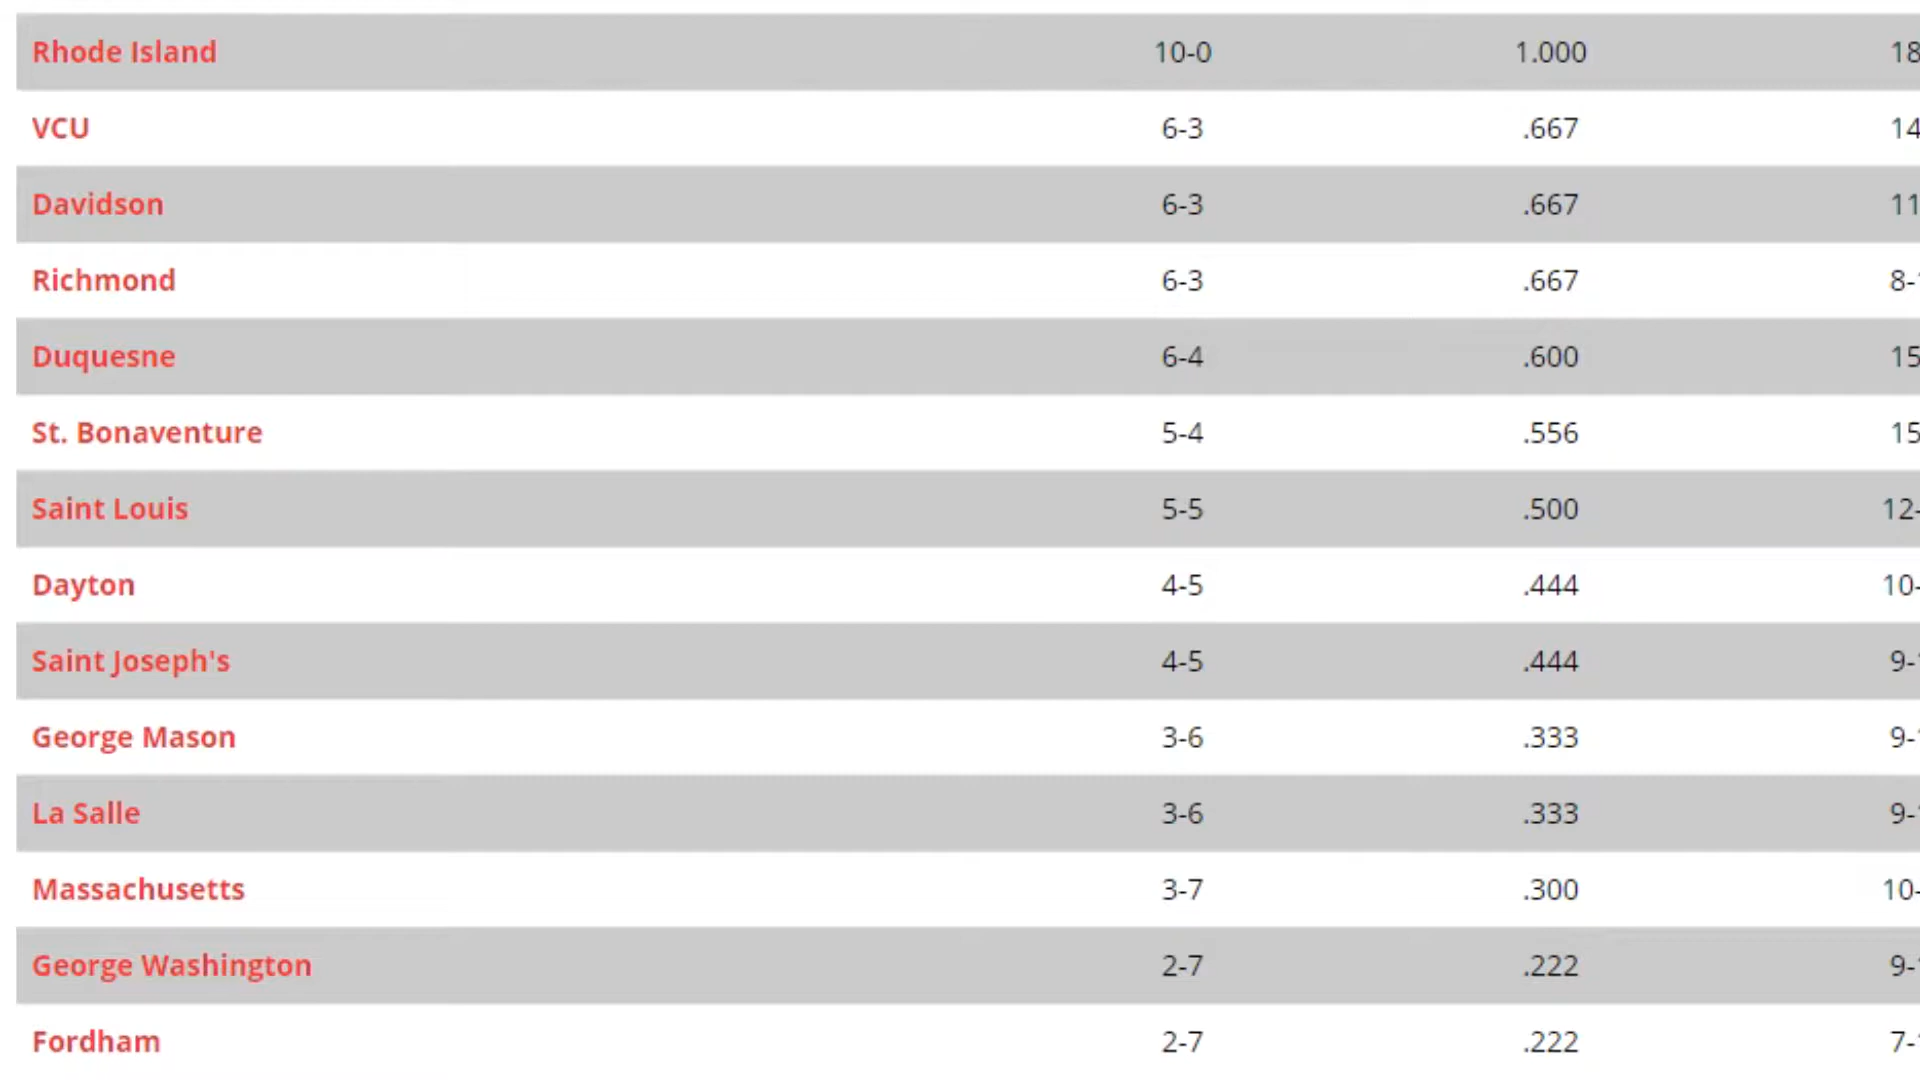 Rhode Island 10-0 1.000 18
VCU 6-3 .667 14
Davidson 6-3 .667 11
Richmond 6-3 .667 8-
Duquesne 6-4 .600 15
St. Bonaventure 5-4 .556 15
Saint Louis 5-5 .500 12-
Dayton 4-5 .444 10-
Saint Joseph's 4-5 .444 9-
George Mason 3-6 .333 9-
La Salle 3-6 .333 9-
Massachusetts 3-7 .300 10-
George Washington 2-7 .222 9-
Fordham 2-7 .222 7-